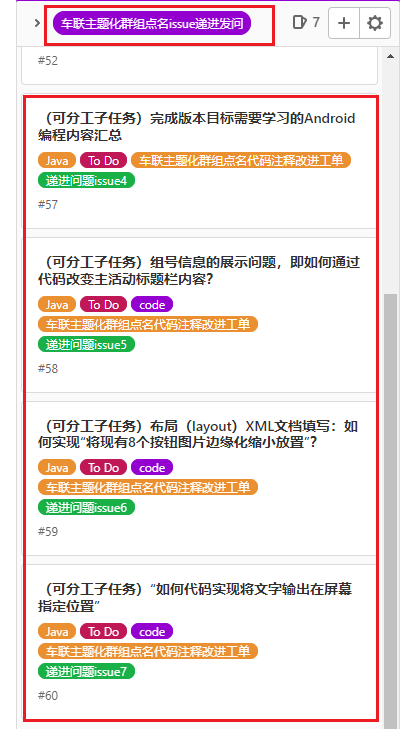 车联主题化群组点名issue递进发问
7
#52
（可分工子任务）完成版本目标需要学习的Android
编程内容汇总
Java To Do 车联主题化群组点名代码注释改进工单
递进问题issue4
#57
（可分工子任务）组号信息的展示问题，即如何通过
代码改变主活动标题栏内容？
Java To Do code
车联主题化群组点名代码注释改进工单
递进问题issue5
#58
（可分工子任务）布局（layout）XML文档填写：如
何实现“将现有8个按钮图片边缘化缩小放置”？
Java To Do code
车联主题化群组点名代码注释改进工单
递进问题issue6
#59
（可分工子任务）“如何代码实现将文字输出在屏幕
指定位置”
Java To Do code
车联主题化群组点名代码注释改进工单
递进问题issue7
#60